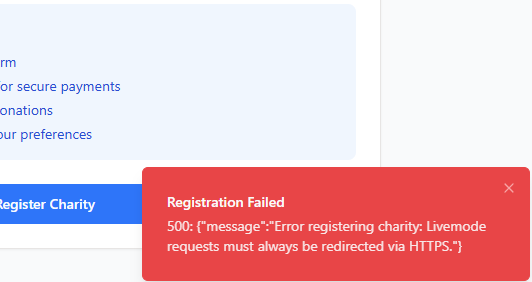 rm
or secure payments
onations
our preferences
Register Charity
Registration Failed
500: {"message":"Error registering charity: Livemode
requests must always be redirected via HTTPS."}